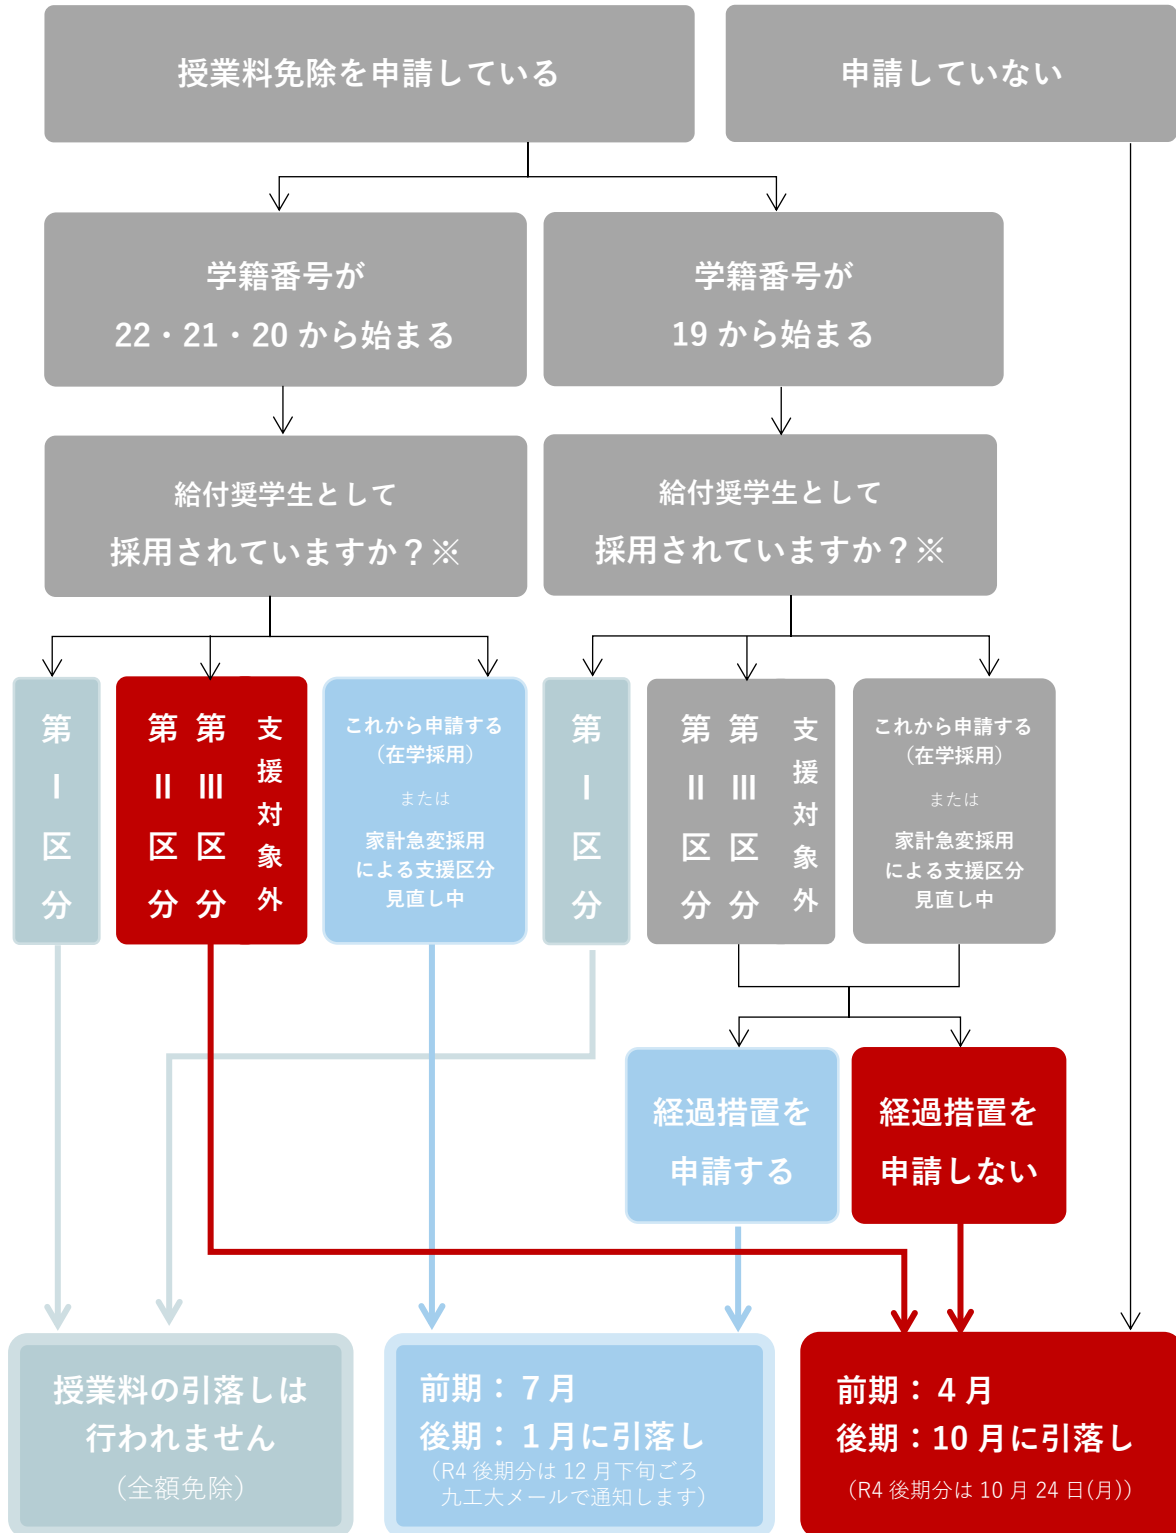 授業料免除を申請している
申請していない
学籍番号が
22・21・20 から始まる
学籍番号が
19 から始まる
給付奨学生として
採用されていますか？※
給付奨学生として
採用されていますか？※
第Ⅰ区分
第Ⅱ区分
第Ⅲ区分
支援対象外
これから申請する
（在学採用）
または
家計急変採用
による支援区分
見直し中
第Ⅰ区分
第Ⅱ区分
第Ⅲ区分
支援対象外
これから申請する
（在学採用）
または
家計急変採用
による支援区分
見直し中
経過措置を
申請する
経過措置を
申請しない
授業料の引落しは
行われません
（全額免除）
前期：７月
後期：１月に引落し
（R4 後期分は 12 月下旬ごろ
九工大メールで通知します）
前期：４月
後期：10 月に引落し
（R4 後期分は 10 月 24 日(月)）